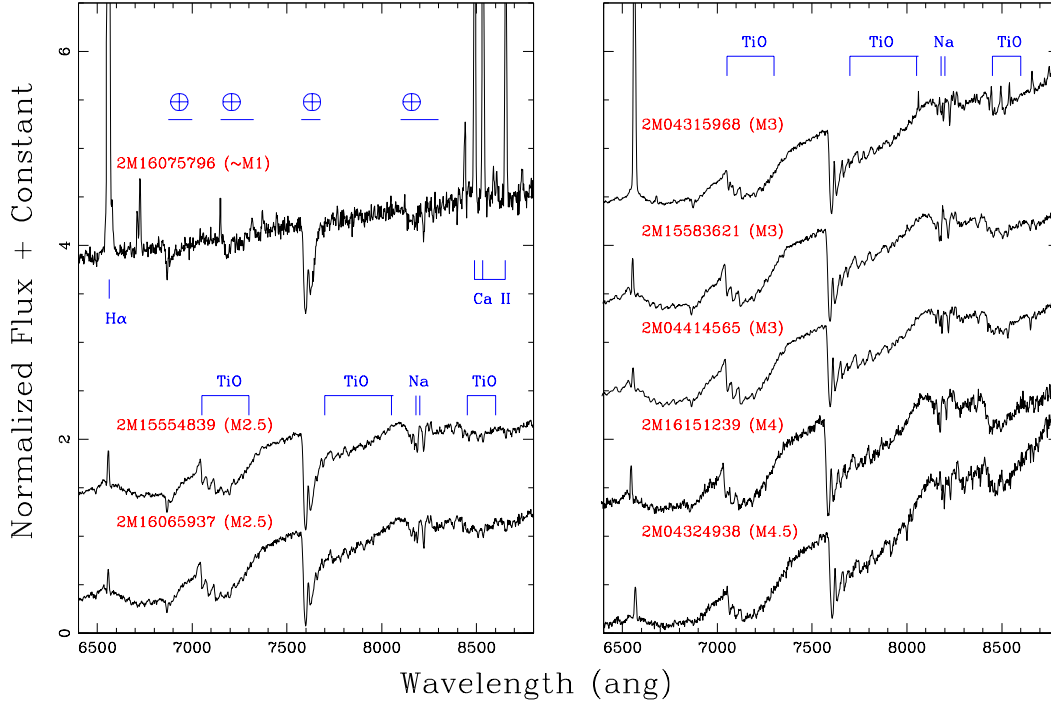 Normalized Flux + Constant
6
4
2
0
2M16075796 (~M1)
Hα
Ca II
TiO
TiO
Na
TiO
2M15554839 (M2.5)
2M16065937 (M2.5)
6500
7000
7500
8000
8500
TiO
TiO
Na
TiO
2M04315968 (M3)
2M15583621 (M3)
2M04414565 (M3)
2M16151239 (M4)
2M04324938 (M4.5)
7000
7500
8000
8500
6500
Wavelength (ang)